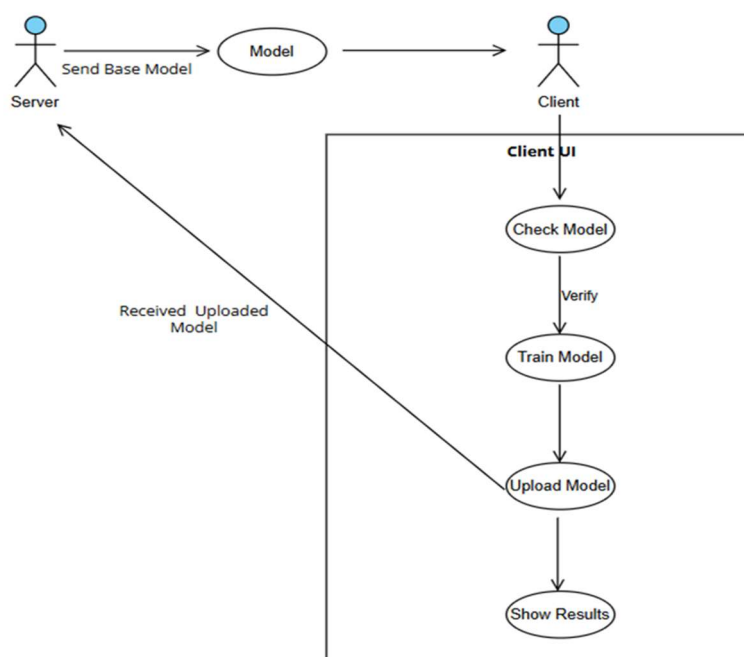 Model
Send Base Model
Server
Client
Client UI
Check Model
Verify
Received Uploaded
Model
Train Model
Upload Model
Show Results